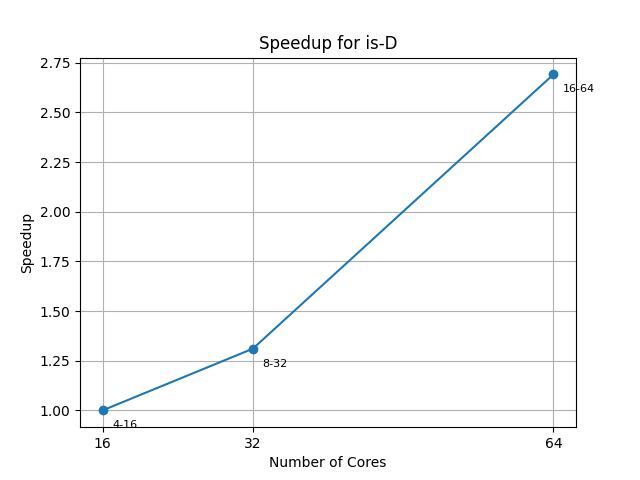 Speedup for is-D
2.75
2.50
2.25
2.00
1.75
1.50
1.25
1.00
Speedup
16-64
8-32
4-16
16 32 64
Number of Cores